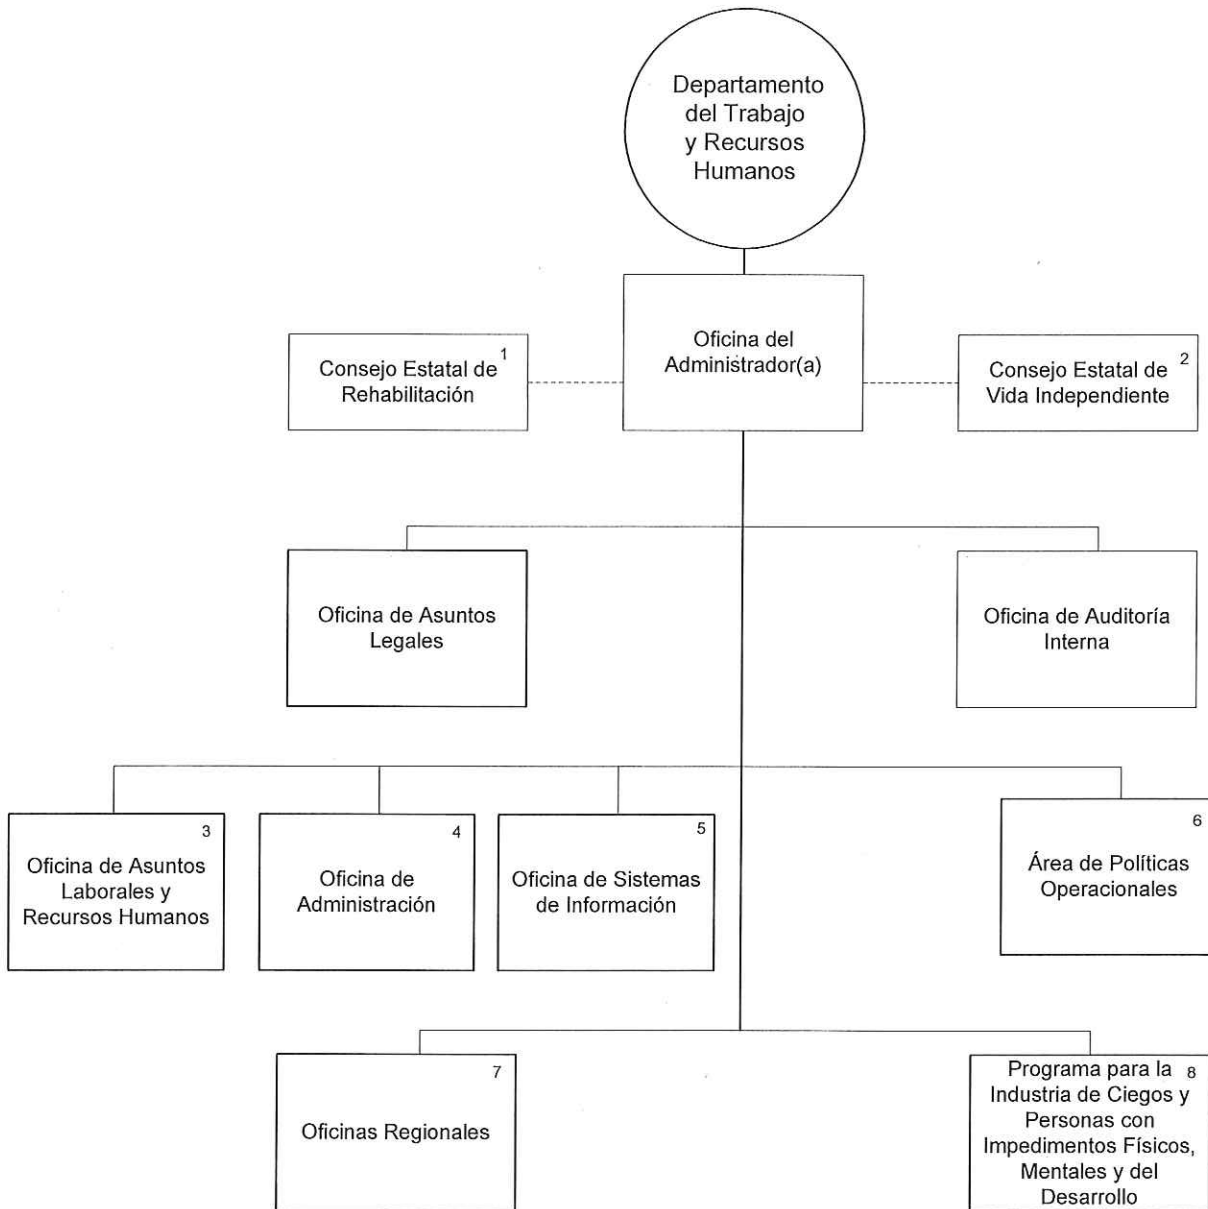 Departamento
del Trabajo
y Recursos
Humanos
Oficina del
Administrador(a)
1
Consejo Estatal de
Rehabilitación
2
Consejo Estatal de
Vida Independiente
Oficina de Asuntos
Legales
Oficina de Auditoría
Interna
3
Oficina de Asuntos
Laborales y
Recursos Humanos
4
Oficina de
Administración
5
Oficina de Sistemas
de Información
6
Área de Políticas
Operacionales
7
Oficinas Regionales
8
Programa para la
Industria de Ciegos y
Personas con
Impedimentos Físicos,
Mentales y del
Desarrollo